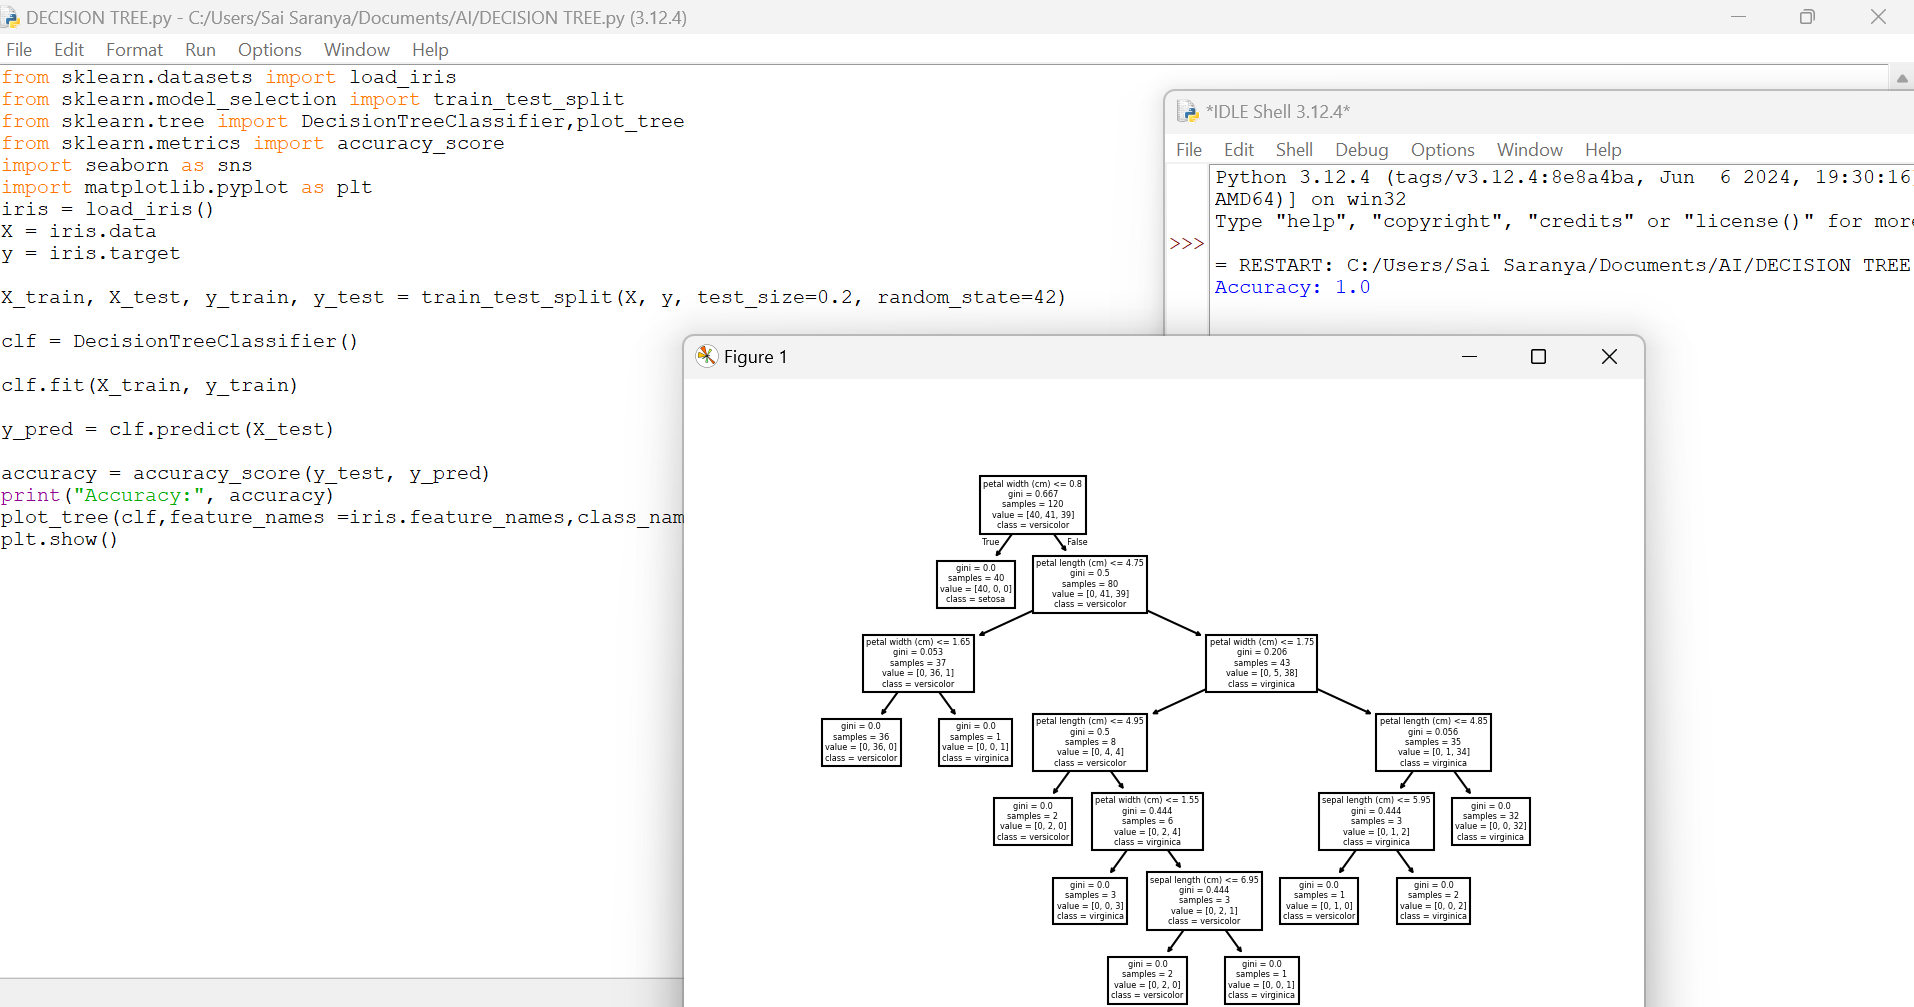 DECISION TREE.py - C:/Users/Sai Saranya/Documents/AI/DECISION TREE.py (3.12.4)
File Edit Format Run Options Window Help
from sklearn.datasets import load_iris
from sklearn.model_selection import train_test_split
from sklearn.tree import DecisionTreeClassifier,plot_tree
from sklearn.metrics import accuracy_score
import seaborn as sns
import matplotlib.pyplot as plt
iris = load_iris()
X = iris.data
y = iris.target
X_train, X_test, y_train, y_test = train_test_split(X, y, test_size=0.2, random_state=42)
clf = DecisionTreeClassifier()
clf.fit(X_train, y_train)
y_pred = clf.predict(X_test)
accuracy = accuracy_score(y_test, y_pred)
print("Accuracy:", accuracy)
plot_tree(clf,feature_names =iris.feature_names,class_nam
plt.show()
*IDLE Shell 3.12.4*
File Edit Shell Debug Options Window Help
Python 3.12.4 (tags/v3.12.4:8e8a4ba, Jun 6 2024, 19:30:16
AMD64)] on win32
Type "help", "copyright", "credits" or "license()" for more
>>>
= RESTART: C:/Users/Sai Saranya/Documents/AI/DECISION TREE
Accuracy: 1.0
Figure 1
petal width (cm) <= 0.8
gini = 0.667
samples = 120
value = [40, 41, 39]
class = versicolor
True
False
gini = 0.0
samples = 40
value = [40, 0, 0]
class = setosa
petal length (cm) <= 4.75
gini = 0.5
samples = 80
value = [0, 41, 39]
class = versicolor
petal width (cm) <= 1.65
gini = 0.053
samples = 37
value = [0, 36, 1]
class = versicolor
petal width (cm) <= 1.75
gini = 0.206
samples = 43
value = [0, 5, 38]
class = virginica
gini = 0.0
samples = 36
value = [0, 36, 0]
class = versicolor
gini = 0.0
samples = 1
value = [0, 0, 1]
class = virginica
petal length (cm) <= 4.95
gini = 0.5
samples = 8
value = [0, 4, 4]
class = versicolor
petal length (cm) <= 4.85
gini = 0.056
samples = 35
value = [0, 1, 34]
class = virginica
gini = 0.0
samples = 2
value = [0, 2, 0]
class = versicolor
petal width (cm) <= 1.55
gini = 0.444
samples = 6
value = [0, 2, 4]
class = virginica
sepal length (cm) <= 5.95
gini = 0.444
samples = 3
value = [0, 1, 2]
class = virginica
gini = 0.0
samples = 32
value = [0, 0, 32]
class = virginica
gini = 0.0
samples = 3
value = [0, 0, 3]
class = virginica
sepal length (cm) <= 6.95
gini = 0.444
samples = 3
value = [0, 2, 1]
class = versicolor
gini = 0.0
samples = 1
value = [0, 1, 0]
class = versicolor
gini = 0.0
samples = 2
value = [0, 0, 2]
class = virginica
gini = 0.0
samples = 2
value = [0, 2, 0]
class = versicolor
gini = 0.0
samples = 1
value = [0, 0, 1]
class = virginica